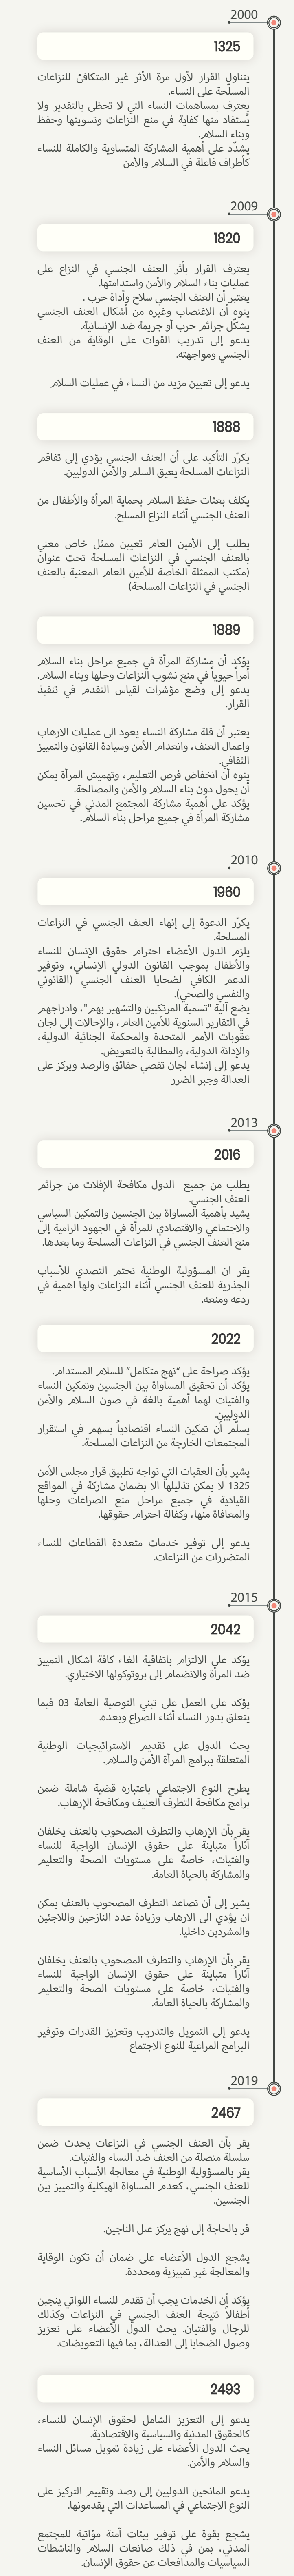 2000
1325
يتناول القرار لأول مرة الأثر غير المتكافئ للنزاعات
المسلّحة على النساء.
يعترف بمساهمات النساء التي لا تحظى بالتقدير ولا
يُستفاد منها كفاية في منع النزاعات وتسويتها وحفظ
وبناء السلام.
يشدّد على أهمية المشاركة المتساوية والكاملة للنساء
كأطراف فاعلة في السلام والأمن
2009
1820
يعترف القرار بأثر العنف الجنسي في النزاع على
عمليات بناء السلام والأمن واستدامتها.
يعتبر أن العنف الجنسي سلاح وأداة حرب .
ينوه أن الاغتصاب وغيره من أشكال العنف الجنسي
يشكّل جرائم حرب أو جريمة ضد الإنسانية.
يدعو إلى تدريب القوات على الوقاية من العنف
الجنسي ومواجهته.
يدعو إلى تعيين مزيد من النساء في عمليات السلام
1888
يكرّر التأكيد على أن العنف الجنسي يؤدي إلى تفاقم
النزاعات المسلحة يعيق السلم والأمن الدوليين.
يكلف بعثات حفظ السلام بحماية المرأة والأطفال من
العنف الجنسي أثناء النزاع المسلح.
يطلب إلى الأمين العام تعيين ممثل خاص معني
بالعنف الجنسي في النزاعات المسلحة تحت عنوان
(مكتب الممثلة الخاصة للأمين العام المعنية بالعنف
الجنسي في النزاعات المسلحة)
1889
يؤكد أن مشاركة المرأة في جميع مراحل بناء السلام
أمراً حيوياً في منع نشوب النزاعات وحلها وبناء السلام.
يدعو إلى وضع مؤشرات لقياس التقدم في تنفيذ
القرار.
يعتبر أن قلة مشاركة النساء يعود الى عمليات الارهاب
واعمال العنف، وانعدام الأمن وسيادة القانون والتمييز
الثقافي.
ينوه أن انخفاض فرص التعليم، وتهميش المرأة يمكن
أن يحول دون بناء السلام والأمن والمصالحة.
يؤكد على أهمية مشاركة المجتمع المدني في تحسين
مشاركة المرأة في جميع مراحل بناء السلام.
2010
1960
يكرّر الدعوة إلى إنهاء العنف الجنسي في النزاعات
المسلحة.
يلزم الدول الأعضاء احترام حقوق الإنسان للنساء
والأطفال بموجب القانون الدولي الإنساني، وتوفير
الدعم الكافي لضحايا العنف الجنسي (القانوني
والنفسي والصحي).
يضع آلية "تسمية المرتكبين والتشهير بهم"، وادراجهم
في التقارير السنوية للأمين العام، والإحالات إلى لجان
عقوبات الأمم المتحدة والمحكمة الجنائية الدولية،
والإدانة الدولية، والمطالبة بالتعويض.
يدعو إلى إنشاء لجان تقصي حقائق والرصد ويركز على
العدالة وجبر الضرر
2013
2016
يطلب من جميع الدول مكافحة الإفلات من جرائم
العنف الجنسي.
يشيد بأهمية المساواة بين الجنسين والتمكين السياسي
والاجتماعي والاقتصادي للمرأة في الجهود الرامية إلى
منع العنف الجنسي في النزاعات المسلحة وما بعدها.
يقر ان المسؤولية الوطنية تحتم التصدي للأسباب
الجذرية للعنف الجنسي أثناء النزاعات ولها اهمية في
ردعه ومنعه.
2022
يؤكد صراحة على “نهج متكامل” للسلام المستدام.
يؤكد أن تحقيق المساواة بين الجنسين وتمكين النساء
والفتيات لهما أهمية بالغة في صون السلام والأمن
الدوليين.
يسلّم أن تمكين النساء اقتصادياً يسهم في استقرار
المجتمعات الخارجة من النزاعات المسلحة.
يشير بأن العقبات التي تواجه تطبيق قرار مجلس الأمن
1325 لا يمكن تذليلها الا بضمان مشاركة في المواقع
القيادية في جميع مراحل منع الصراعات وحلها
والمعافاة منها، وكفالة احترام حقوقها.
يدعو إلى توفير خدمات متعددة القطاعات للنساء
المتضررات من النزاعات.
2015
2042
يؤكد على الالتزام باتفاقية الغاء كافة اشكال التمييز
ضد المرأة والانضمام إلى بروتوكولها الاختياري.
يؤكد على العمل على تبني التوصية العامة 03 فيما
يتعلق بدور النساء أثناء الصراع وبعده.
يحث الدول على تقديم الاستراتيجيات الوطنية
المتعلقة ببرامج المرأة الأمن والسلام.
يطرح النوع الاجتماعي باعتباره قضية شاملة ضمن
برامج مكافحة التطرف العنيف ومكافحة الإرهاب.
يقر بأن الإرهاب والتطرف المصحوب بالعنف يخلفان
آثاراً متباينة على حقوق الإنسان الواجبة للنساء
والفتيات، خاصة على مستويات الصحة والتعليم
والمشاركة بالحياة العامة.
يشير إلى أن تصاعد التطرف المصحوب بالعنف يمكن
ان يؤدي الى الارهاب وزيادة عدد النازحين واللاجئين
والمشردين داخليا.
يقر بأن الإرهاب والتطرف المصحوب بالعنف يخلفان
آثاراً متباينة على حقوق الإنسان الواجبة للنساء
والفتيات، خاصة على مستويات الصحة والتعليم
والمشاركة بالحياة العامة.
يدعو إلى التمويل والتدريب وتعزيز القدرات وتوفير
البرامج المراعية للنوع الاجتماع
2019
2467
يقر بأن العنف الجنسي في النزاعات يحدث ضمن
سلسلة متصلة من العنف ضد النساء والفتيات.
يقر بالمسؤولية الوطنية في معالجة الأسباب الأساسية
للعنف الجنسي، كعدم المساواة الهيكلية والتمييز بين
الجنسين.
قر بالحاجة إلى نهج يركز عىل الناجين.
يشجع الدول الأعضاء على ضمان أن تكون الوقاية
والمعالجة غير تمييزية ومحددة.
يؤكد أن الخدمات يجب أن تقدم للنساء اللواتي ينجبن
أطفالاً نتيجة العنف الجنسي في النزاعات وكذلك
للرجال والفتيان. يحث الدول الأعضاء على تعزيز
وصول الضحايا إلى العدالة، بما فيها التعويضات.
2493
يدعو إلى التعزيز الشامل لحقوق الإنسان للنساء،
كالحقوق المدنية والسياسية والاقتصادية.
يحث الدول الأعضاء على زيادة تمويل مسائل النساء
والسلام والأمن.
يدعو المانحين الدوليين إلى رصد وتقييم التركيز على
النوع الاجتماعي في المساعدات التي يقدمونها.
يشجع بقوة على توفير بيئات آمنة مؤاتية للمجتمع
المدني، بمن في ذلك صانعات السلام والناشطات
السياسيات والمدافعات عن حقوق الإنسان.